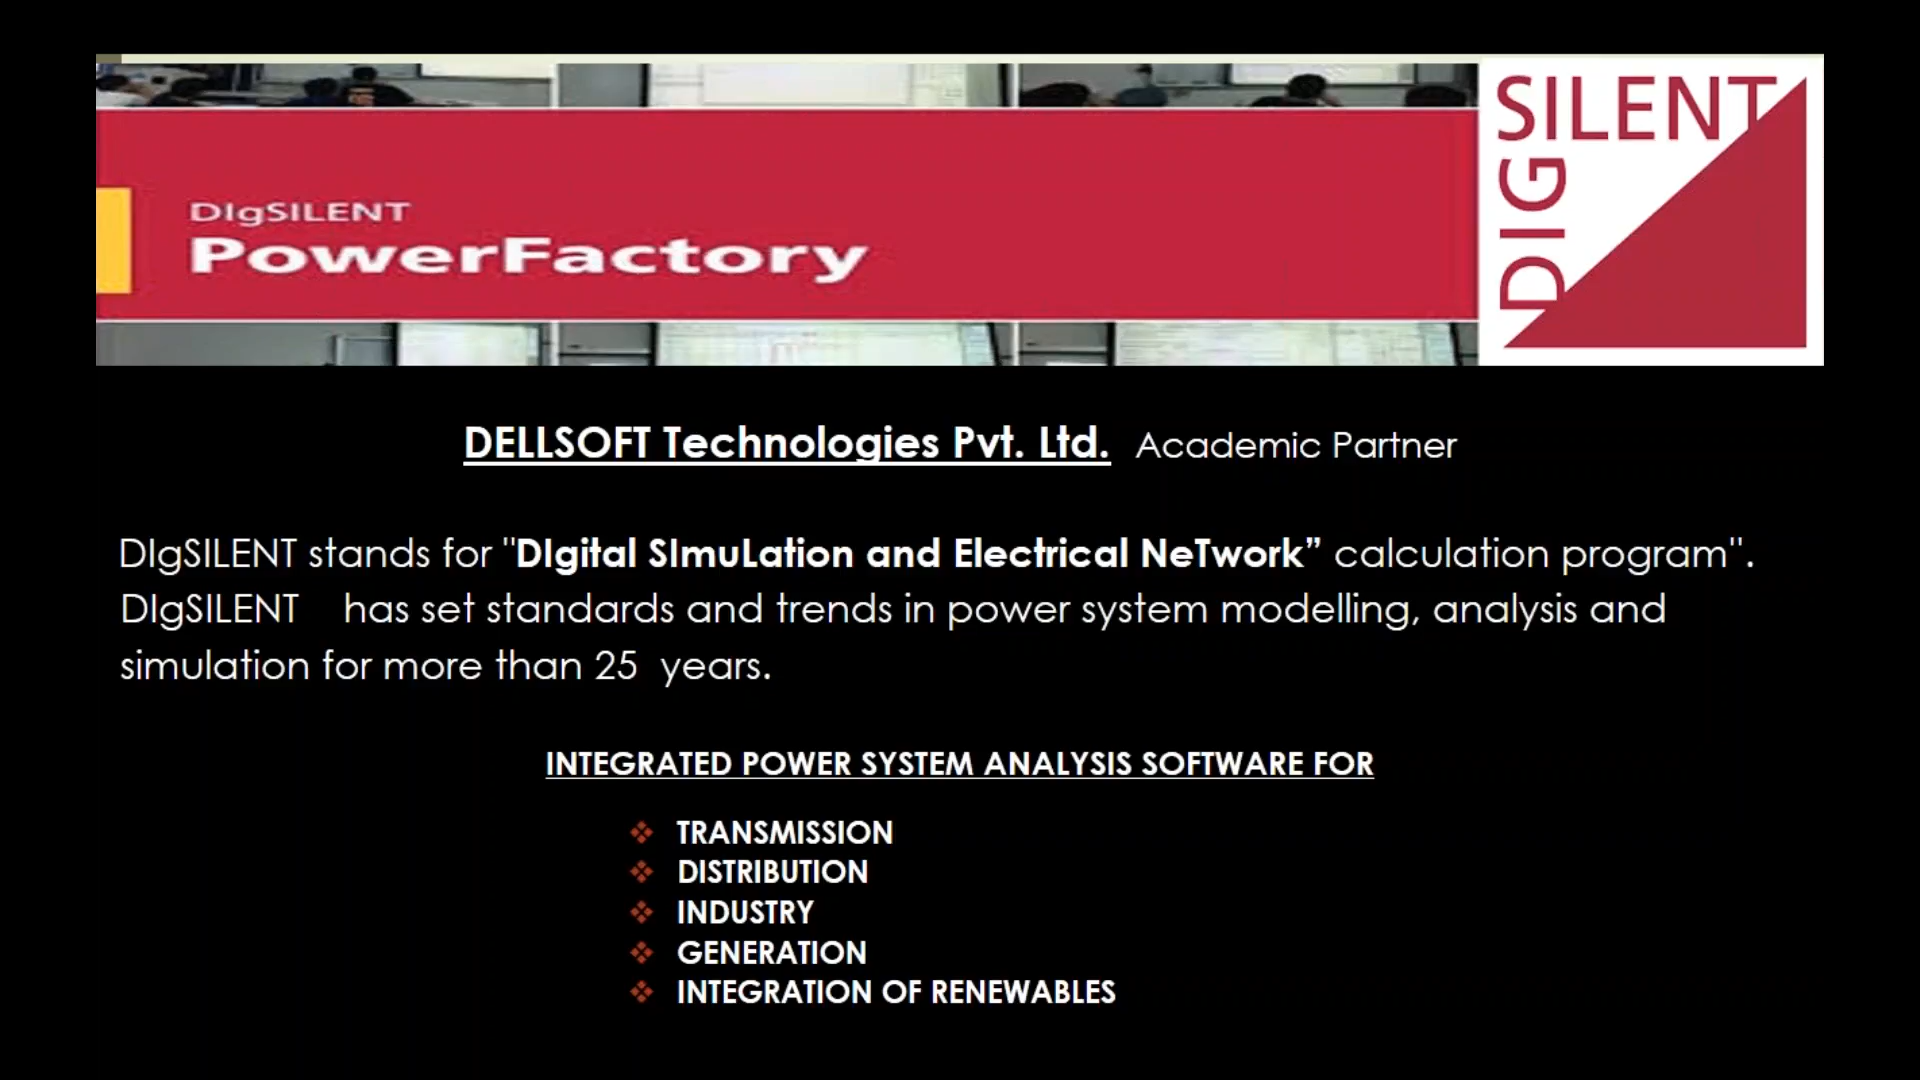 SILENT
DIG
DIgSILENT
PowerFactory
DELLSOFT Technologies Pvt. Ltd. Academic Partner
DIgSILENT stands for "DIgital SImuLation and Electrical NeTwork” calculation program".
DIgSILENT has set standards and trends in power system modelling, analysis and
simulation for more than 25 years.
INTEGRATED POWER SYSTEM ANALYSIS SOFTWARE FOR
❖ TRANSMISSION
❖ DISTRIBUTION
❖ INDUSTRY
❖ GENERATION
❖ INTEGRATION OF RENEWABLES